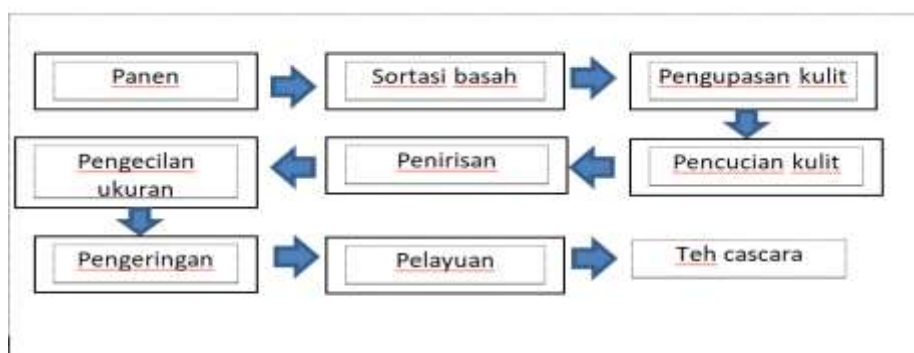 Panen
Sortasi basah
Pengupasan kulit
Pencucian kulit
Penirisan
Pengecilan
ukuran
Pengeringan
Pelayuan
Teh cascara